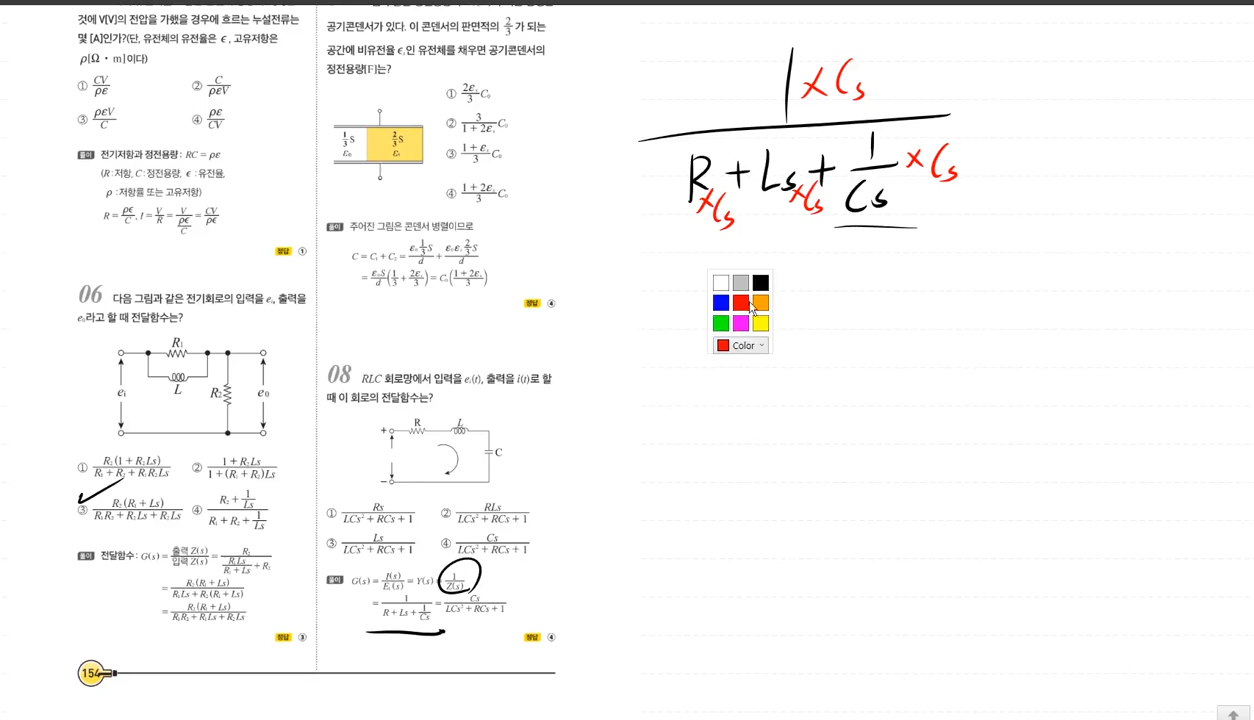 것에 V[V]의 전압을 가했을 경우에 흐르는 누설전류는
몇 [A]인가?(단, 유전체의 유전율은 ϵ, 고유저항은
ρ[Ω · m]이다)
① CV/ρε ② C/ρεV
③ ρεV/C ④ ρε/CV
풀이 전기저항과 정전용량 : RC = ρε
(R : 저항, C : 정전용량, ϵ : 유전율,
ρ : 저항률 또는 고유저항)
R = ρε/C, I = V/R = V/(ρε/C) = CV/ρε
정답 ①
06 다음 그림과 같은 전기회로의 입력을 eᵢ, 출력을
e₀라고 할 때 전달함수는?
R₁
L
eᵢ R₂ e₀
① R₂(1+R₂Ls)/(R₁+R₂+R₁R₂Ls) ② (1+R₂Ls)/(1+(R₁+R₂)Ls)
③ R₂(R₁+Ls)/(R₁R₂+R₁Ls+R₂Ls) ④ (R₂+1/Ls)/(R₁+R₂+1/Ls)
풀이 전달함수 : G(s) = 출력 Z(s)/입력 Z(s) = R₂/(R₁Ls/(R₁+Ls)+R₂)
= R₂(R₁+Ls)/(R₁Ls+R₂(R₁+Ls))
= R₂(R₁+Ls)/(R₁R₂+R₁Ls+R₂Ls)
정답 ③
154
공기콘덴서가 있다. 이 콘덴서의 판면적의 2/3가 되는
공간에 비유전율 εₛ인 유전체를 채우면 공기콘덴서의
정전용량[F]는?
1/3 S ε₀ 2/3 S εₛ
① 2εₛ/3 C₀
② 3/(1+2εₛ) C₀
③ (1+εₛ)/3 C₀
④ (1+2εₛ)/3 C₀
풀이 주어진 그림은 콘덴서 병렬이므로
C = C₁ + C₂ = (ε₀ 1/3 S)/d + (ε₀εₛ 2/3 S)/d
= ε₀S/d (1/3 + 2εₛ/3) = C₀((1+2εₛ)/3)
정답 ④
08 RLC 회로망에서 입력을 eᵢ(t), 출력을 i(t)로 할
때 이 회로의 전달함수는?
+ R L
C
−
① Rs/(LCs²+RCs+1) ② RLs/(LCs²+RCs+1)
③ Ls/(LCs²+RCs+1) ④ Cs/(LCs²+RCs+1)
풀이 G(s) = I(s)/Eᵢ(s) = Y(s) = 1/Z(s)
= 1/(R+Ls+1/Cs) = Cs/(LCs²+RCs+1)
정답 ④
1 ×Cs
R + Ls + 1/Cs ×Cs
×Cs ×Cs
Color